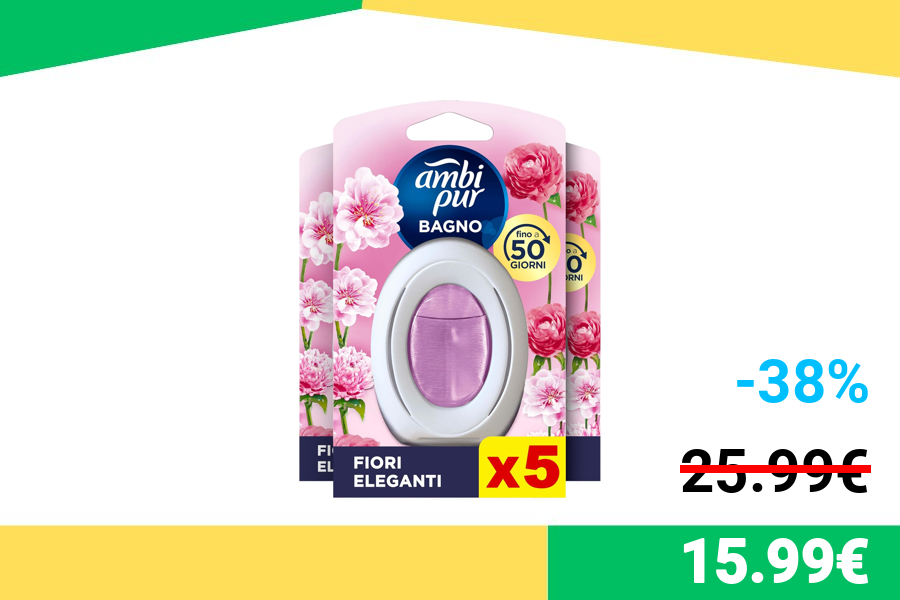 ambi
pur
BAGNO
fino a
50
GIORNI
FIORI
ELEGANTI
x5
-38%
25.99€
15.99€